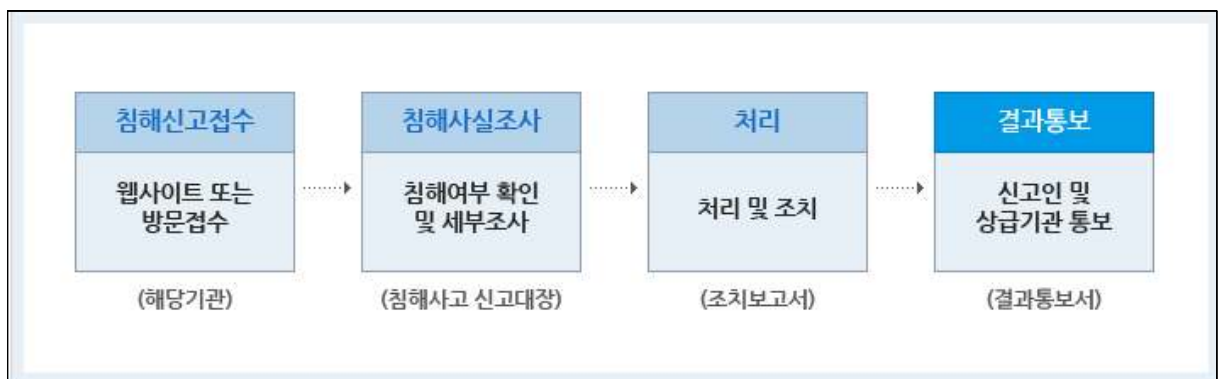 침해신고접수
웹사이트 또는
방문접수
(해당기관)
침해사실조사
침해여부 확인
및 세부조사
(침해사고 신고대장)
처리
처리 및 조치
(조치보고서)
결과통보
신고인 및
상급기관 통보
(결과통보서)